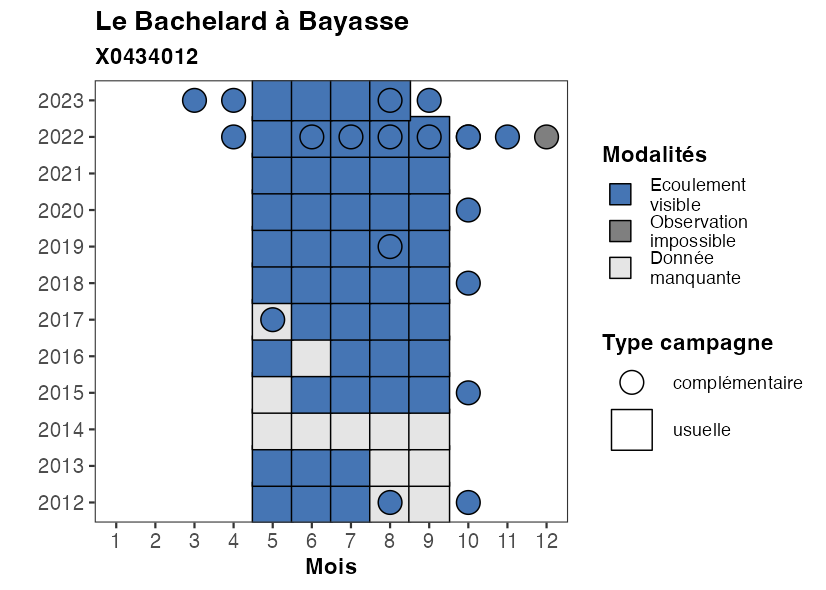 Le Bachelard à Bayasse
X0434012
2023
2022
2021
2020
2019
2018
2017
2016
2015
2014
2013
2012
1 2 3 4 5 6 7 8 9 10 11 12
Mois
Modalités
Ecoulement
visible
Observation
impossible
Donnée
manquante
Type campagne
complémentaire
usuelle